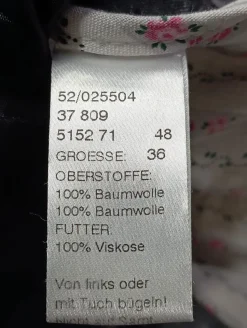 52/025504
37 809
5152 71 48
GROESSE: 36
OBERSTOFFE:
100% Baumwolle
100% Baumwolle
FUTTER:
100% Viskose
Von links oder
mit Tuch bügeln!